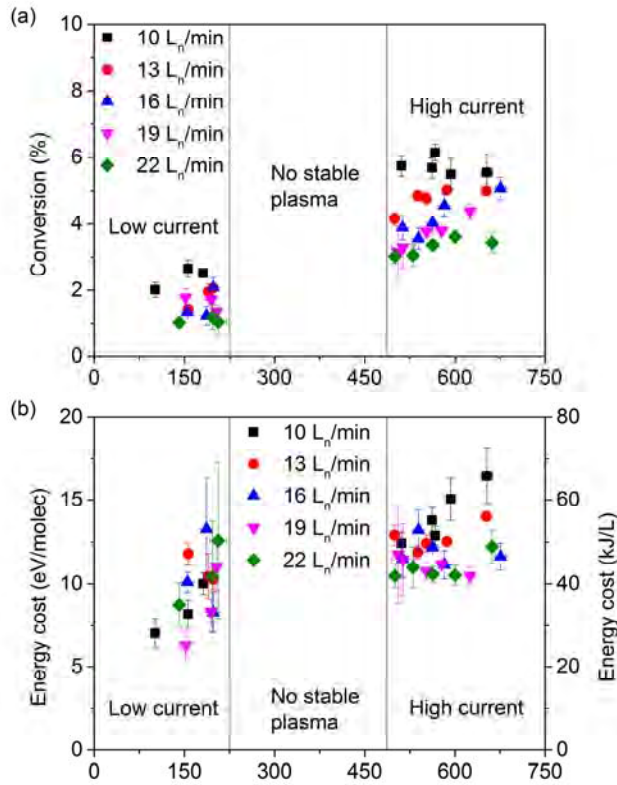 (a)
10
8
6
4
2
0
Conversion (%)
10 Lₙ/min
13 Lₙ/min
16 Lₙ/min
19 Lₙ/min
22 Lₙ/min
Low current
No stable
plasma
High current
0
150
300
450
600
750
(b)
20
15
10
5
0
Energy cost (eV/molec)
10 Lₙ/min
13 Lₙ/min
16 Lₙ/min
19 Lₙ/min
22 Lₙ/min
Low current
No stable
plasma
High current
80
60
40
20
0
Energy cost (kJ/L)
0
150
300
450
600
750